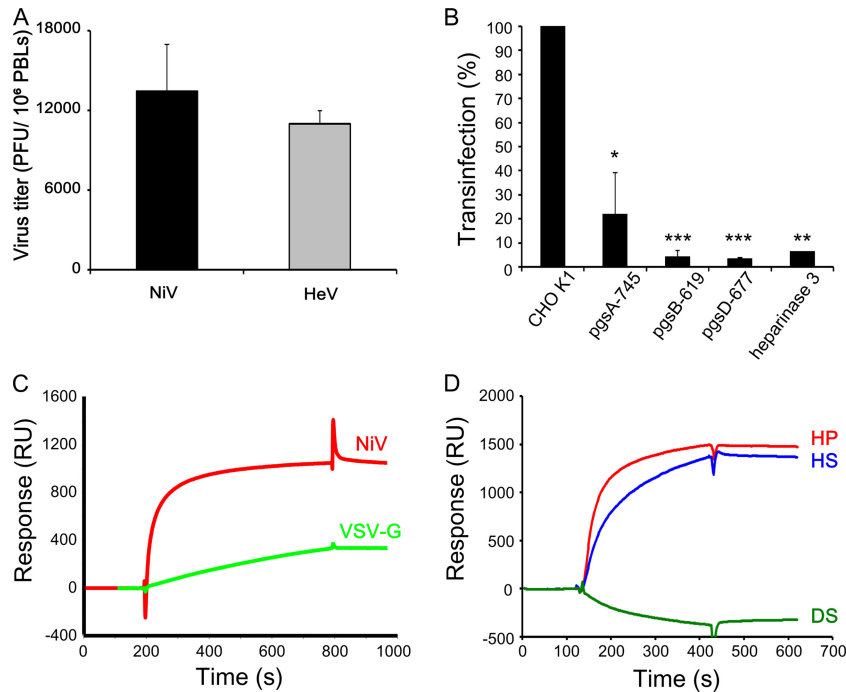 A
Virus titer (PFU/ 10⁶ PBLs)
18000
12000
6000
0
NiV
HeV
B
Transinfection (%)
100
90
80
70
60
50
40
30
20
10
0
*
***
***
**
CHO K1
pgsA-745
pgsB-619
pgsD-677
heparinase 3
C
Response (RU)
1600
1200
800
400
0
-400
NiV
VSV-G
0
200
400
600
800
1000
Time (s)
D
Response (RU)
2000
1500
1000
500
0
-500
HP
HS
DS
0
100
200
300
400
500
600
700
Time (s)